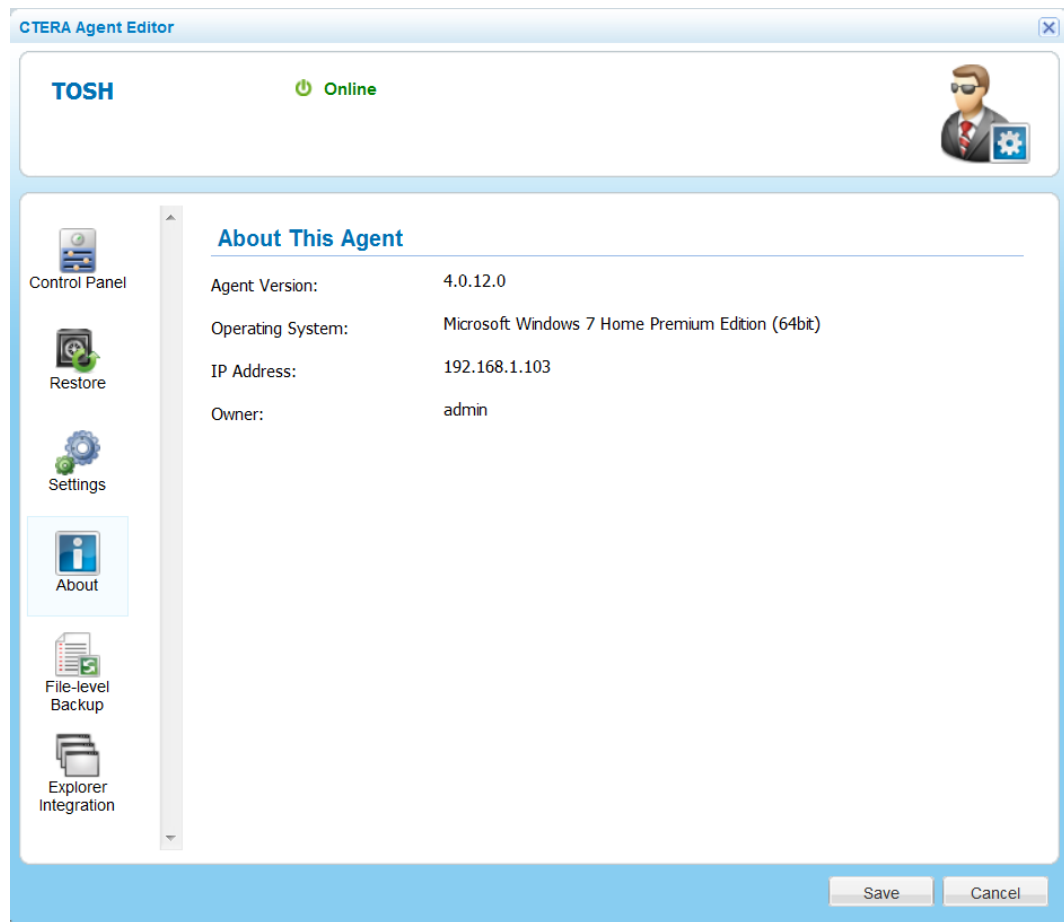 CTERA Agent Editor
TOSH
Online
Control Panel
Restore
Settings
About
File-level
Backup
Explorer
Integration
About This Agent
Agent Version: 4.0.12.0
Operating System: Microsoft Windows 7 Home Premium Edition (64bit)
IP Address: 192.168.1.103
Owner: admin
Save Cancel